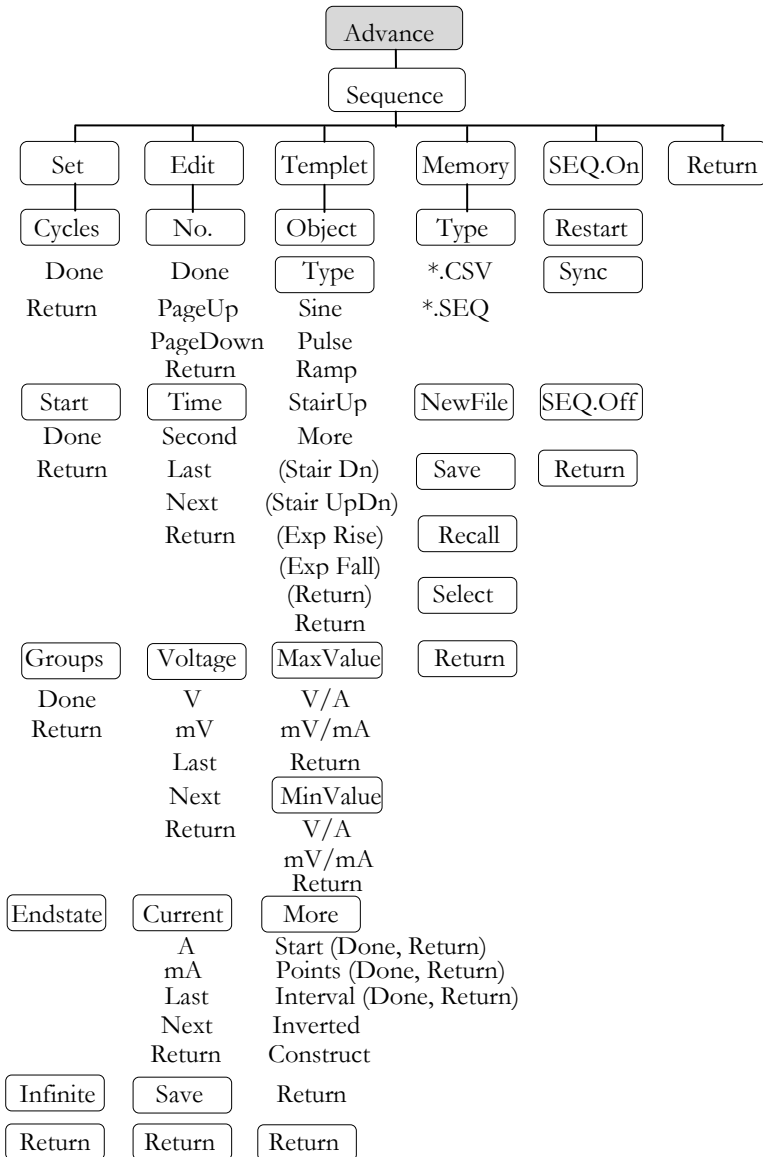 Advance
Sequence
Set Edit Templet Memory SEQ.On Return
Cycles No. Object Type Restart
Done Done Type *.CSV Sync
Return PageUp Sine *.SEQ
PageDown Pulse
Return Ramp
Start Time StairUp NewFile SEQ.Off
Done Second More
Return Last (Stair Dn) Save Return
Next (Stair UpDn)
Return (Exp Rise) Recall
(Exp Fall)
(Return) Select
Return
Groups Voltage MaxValue Return
Done V V/A
Return mV mV/mA
Last Return
Next MinValue
Return V/A
mV/mA
Return
Endstate Current More
A Start (Done, Return)
mA Points (Done, Return)
Last Interval (Done, Return)
Next Inverted
Return Construct
Infinite Save Return
Return Return Return